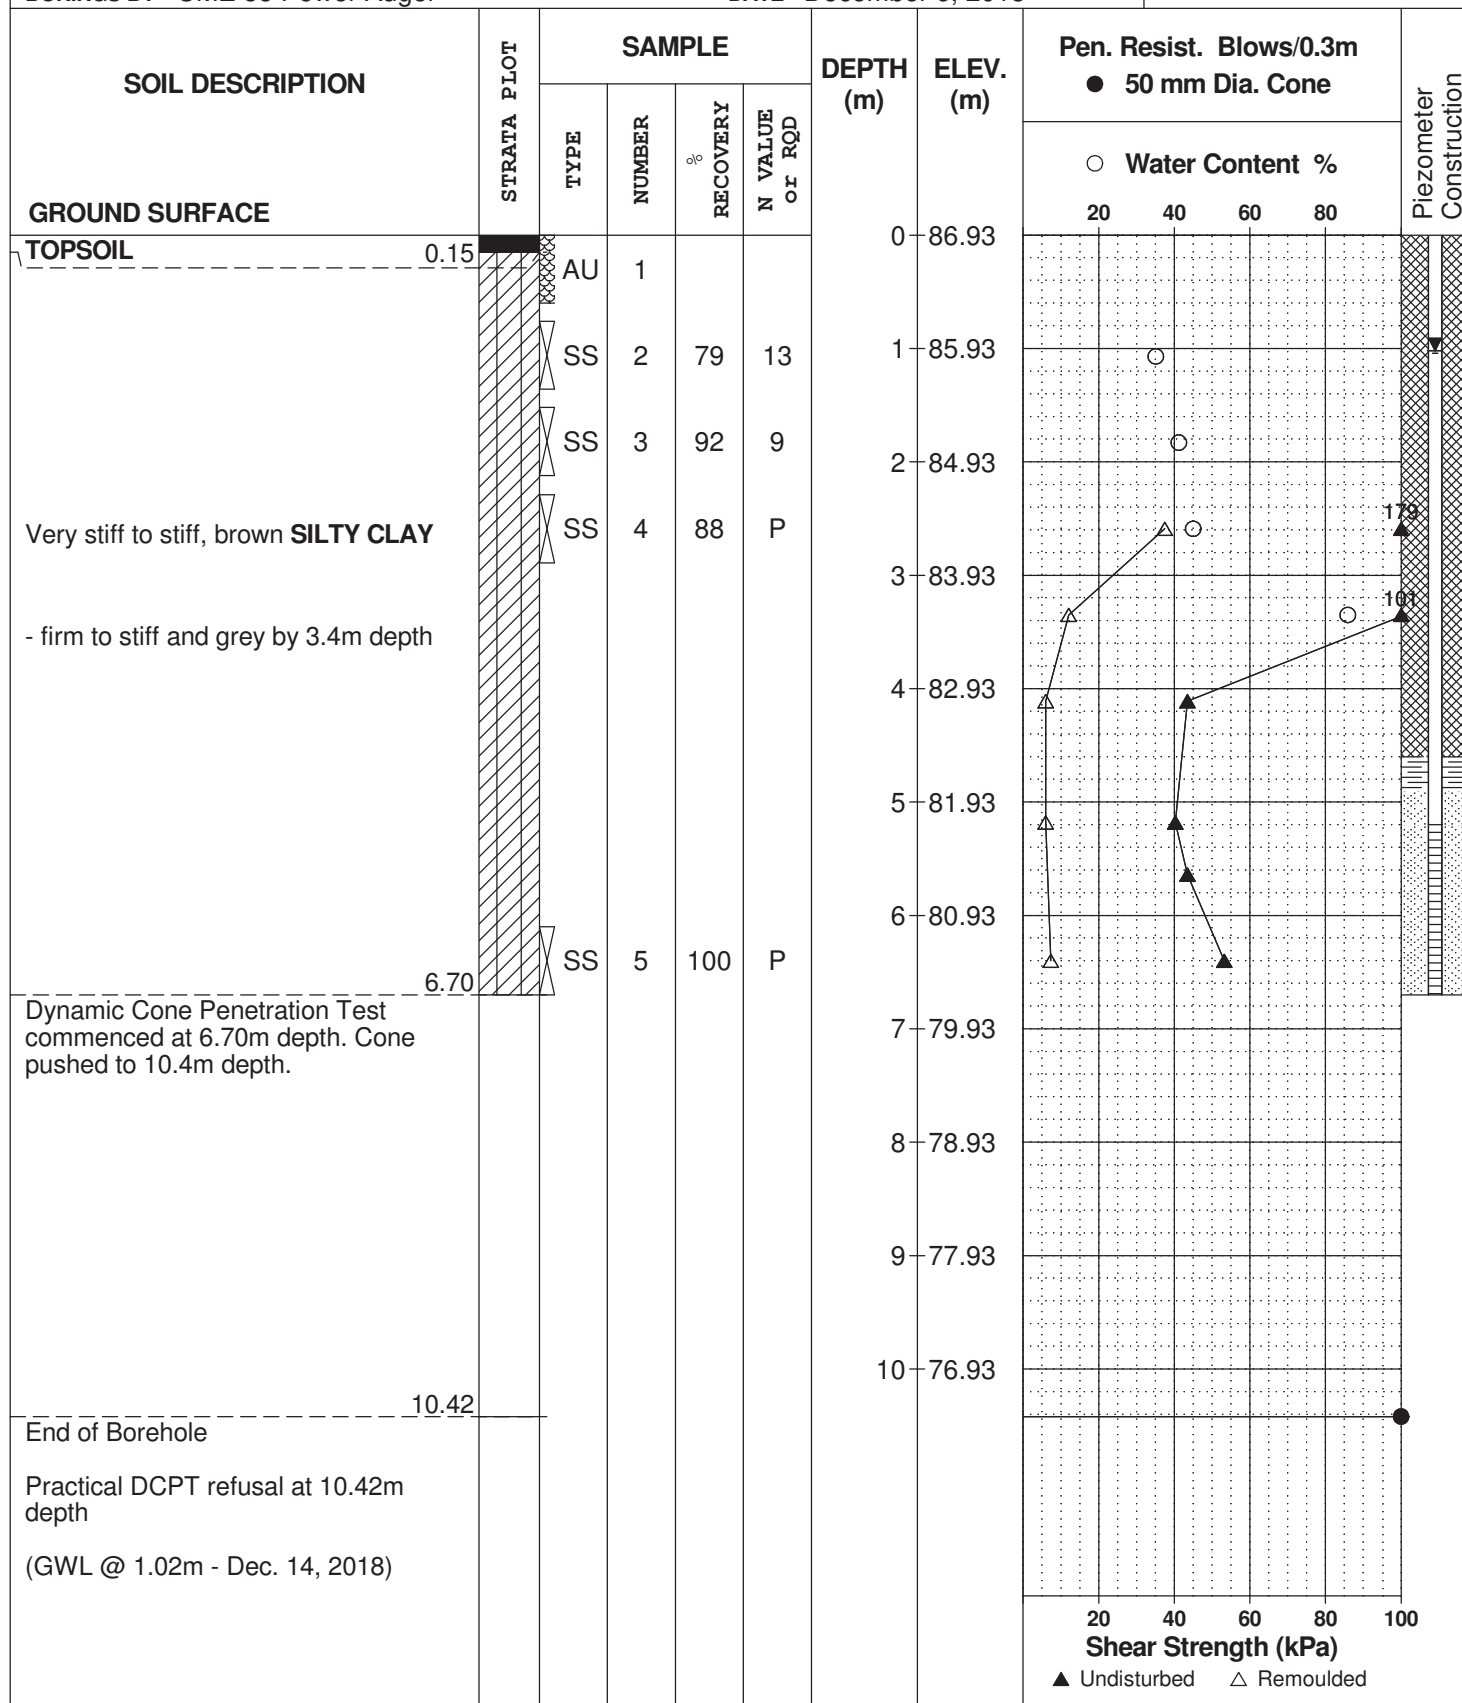 SOIL DESCRIPTION
GROUND SURFACE
STRATA PLOT
SAMPLE
TYPE
NUMBER
% RECOVERY
N VALUE or RQD
DEPTH (m)
ELEV. (m)
Pen. Resist. Blows/0.3m
● 50 mm Dia. Cone
○ Water Content %
20 40 60 80
Piezometer Construction
TOPSOIL 0.15
AU 1
0 86.93
SS 2 79 13
1 85.93
SS 3 92 9
2 84.93
179
Very stiff to stiff, brown SILTY CLAY
SS 4 88 P
3 83.93
101
- firm to stiff and grey by 3.4m depth
4 82.93
5 81.93
6 80.93
SS 5 100 P
6.70
Dynamic Cone Penetration Test
commenced at 6.70m depth. Cone
pushed to 10.4m depth.
7 79.93
8 78.93
9 77.93
10 76.93
10.42
End of Borehole
Practical DCPT refusal at 10.42m
depth
(GWL @ 1.02m - Dec. 14, 2018)
20 40 60 80 100
Shear Strength (kPa)
▲ Undisturbed △ Remoulded